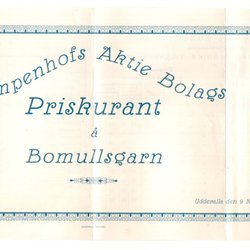 mpenhofs Aktie Bolags
Priskurant
å
Bomullsgarn
Uddevalla den 9 N